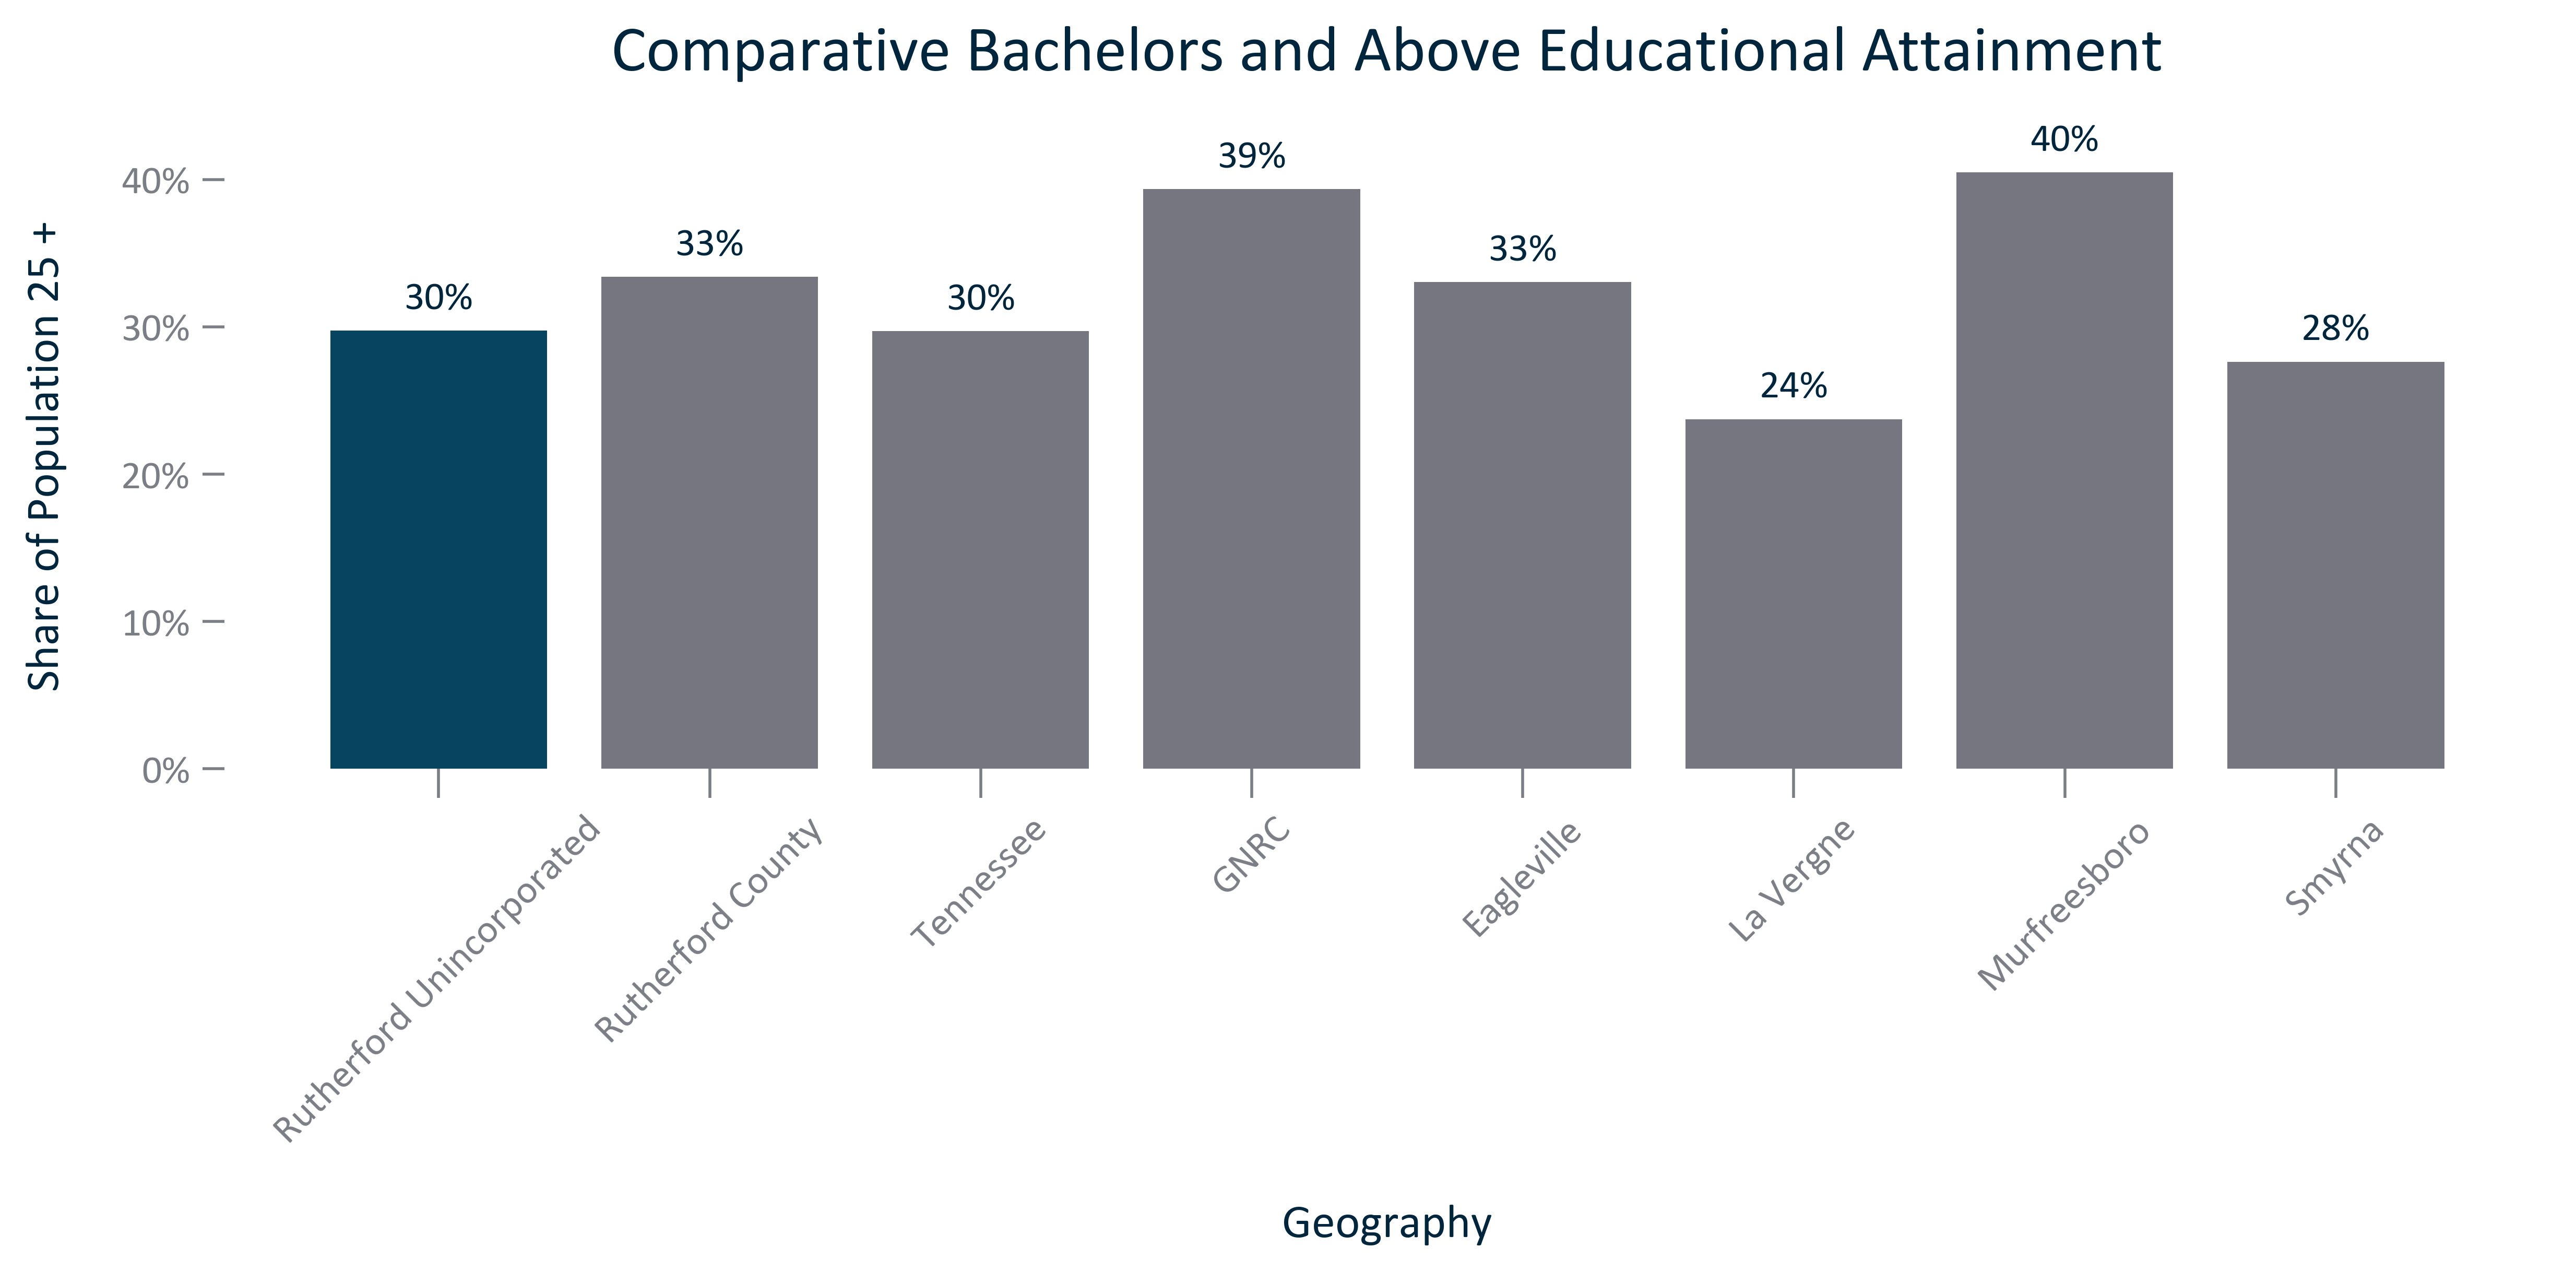 Comparative Bachelors and Above Educational Attainment
Share of Population 25 +
40%
30%
20%
10%
0%
30%
33%
30%
39%
33%
24%
40%
28%
Rutherford Unincorporated
Rutherford County
Tennessee
GNRC
Eagleville
La Vergne
Murfreesboro
Smyrna
Geography